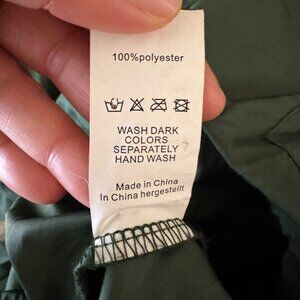 100%polyester
WASH DARK
COLORS
SEPARATELY
HAND WASH
Made in China
In China hergestellt